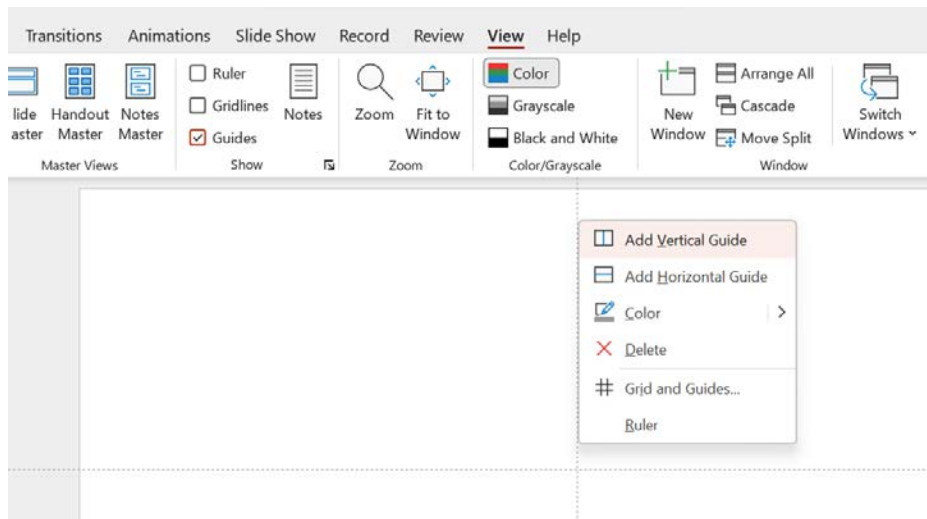 Transitions Animations Slide Show Record Review View Help
lide aster
Handout Master
Notes Master
Master Views
Ruler
Gridlines
Guides
Notes
Show
Zoom
Fit to Window
Zoom
Color
Grayscale
Black and White
Color/Grayscale
New Window
Arrange All
Cascade
Move Split
Switch Windows
Window
Add Vertical Guide
Add Horizontal Guide
Color
Delete
Grid and Guides...
Ruler